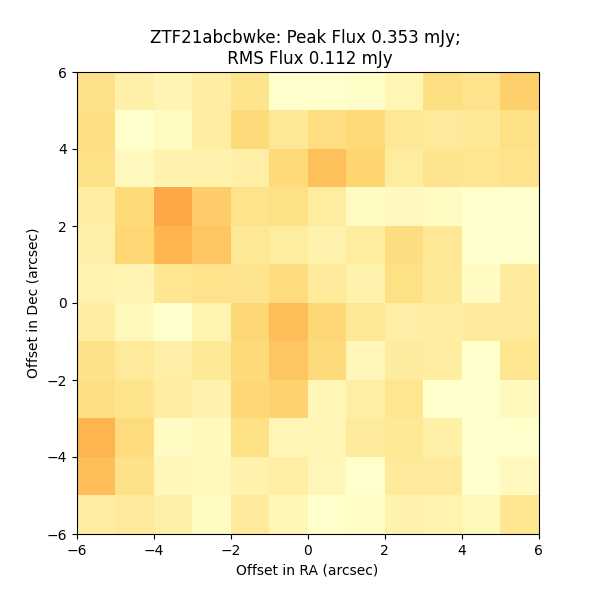 ZTF21abcbwke: Peak Flux 0.353 mJy;
RMS Flux 0.112 mJy
6
4
2
0
−2
−4
−6
Offset in Dec (arcsec)
−6 −4 −2 0 2 4 6
Offset in RA (arcsec)